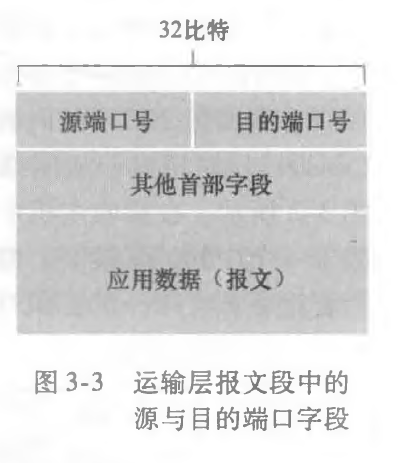 32比特
源端口号 目的端口号
其他首部字段
应用数据（报文）
图 3-3 运输层报文段中的
源与目的端口字段